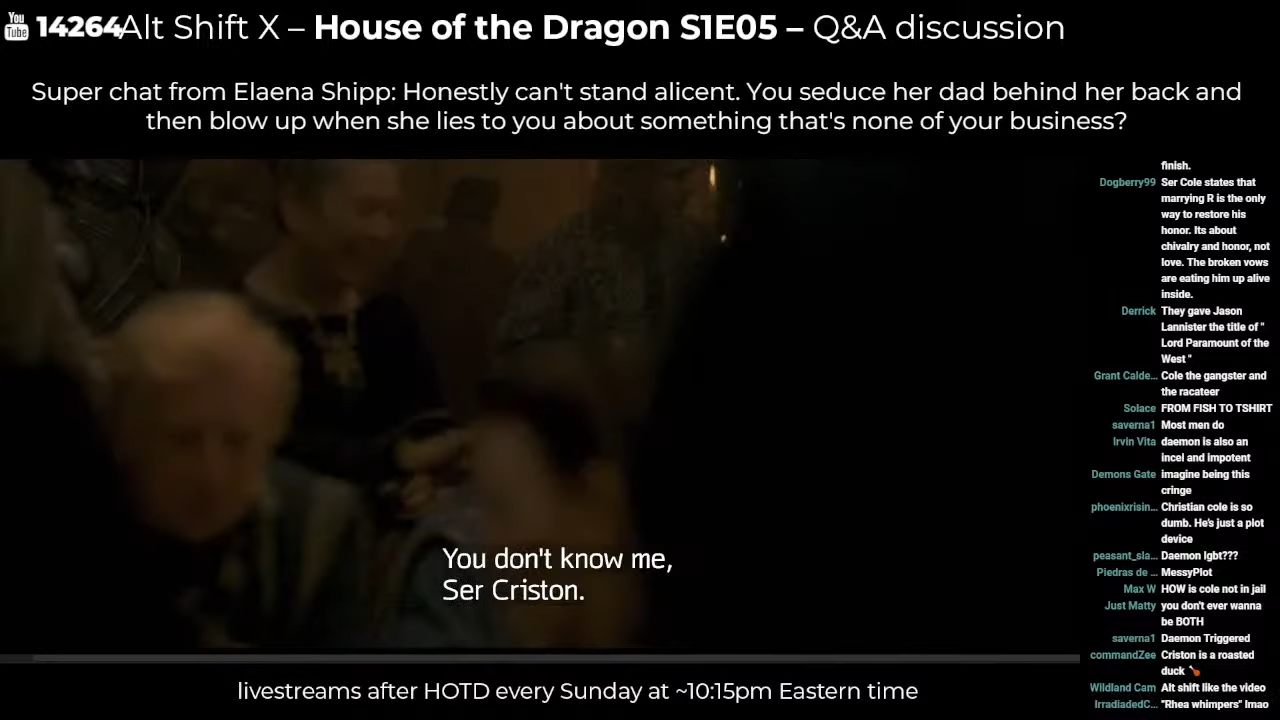 You Tube 14264 Alt Shift X – House of the Dragon S1E05 – Q&A discussion
Super chat from Elaena Shipp: Honestly can't stand alicent. You seduce her dad behind her back and
then blow up when she lies to you about something that's none of your business?
You don't know me,
Ser Criston.
livestreams after HOTD every Sunday at ~10:15pm Eastern time
finish.
Dogberry99 Ser Cole states that
marrying R is the only
way to restore his
honor. Its about
chivalry and honor, not
love. The broken vows
are eating him up alive
inside.
Derrick They gave Jason
Lannister the title of "
Lord Paramount of the
West "
Grant Calde... Cole the gangster and
the racateer
Solace FROM FISH TO TSHIRT
saverna1 Most men do
Irvin Vita daemon is also an
incel and impotent
Demons Gate imagine being this
cringe
phoenixrisin... Christian cole is so
dumb. He's just a plot
device
peasant_sla... Daemon lgbt???
Piedras de ... MessyPlot
Max W HOW is cole not in jail
Just Matty you don't ever wanna
be BOTH
saverna1 Daemon Triggered
commandZee Criston is a roasted
duck 🍗
Wildland Cam Alt shift like the video
IrradiadedC... "Rhea whimpers" lmao